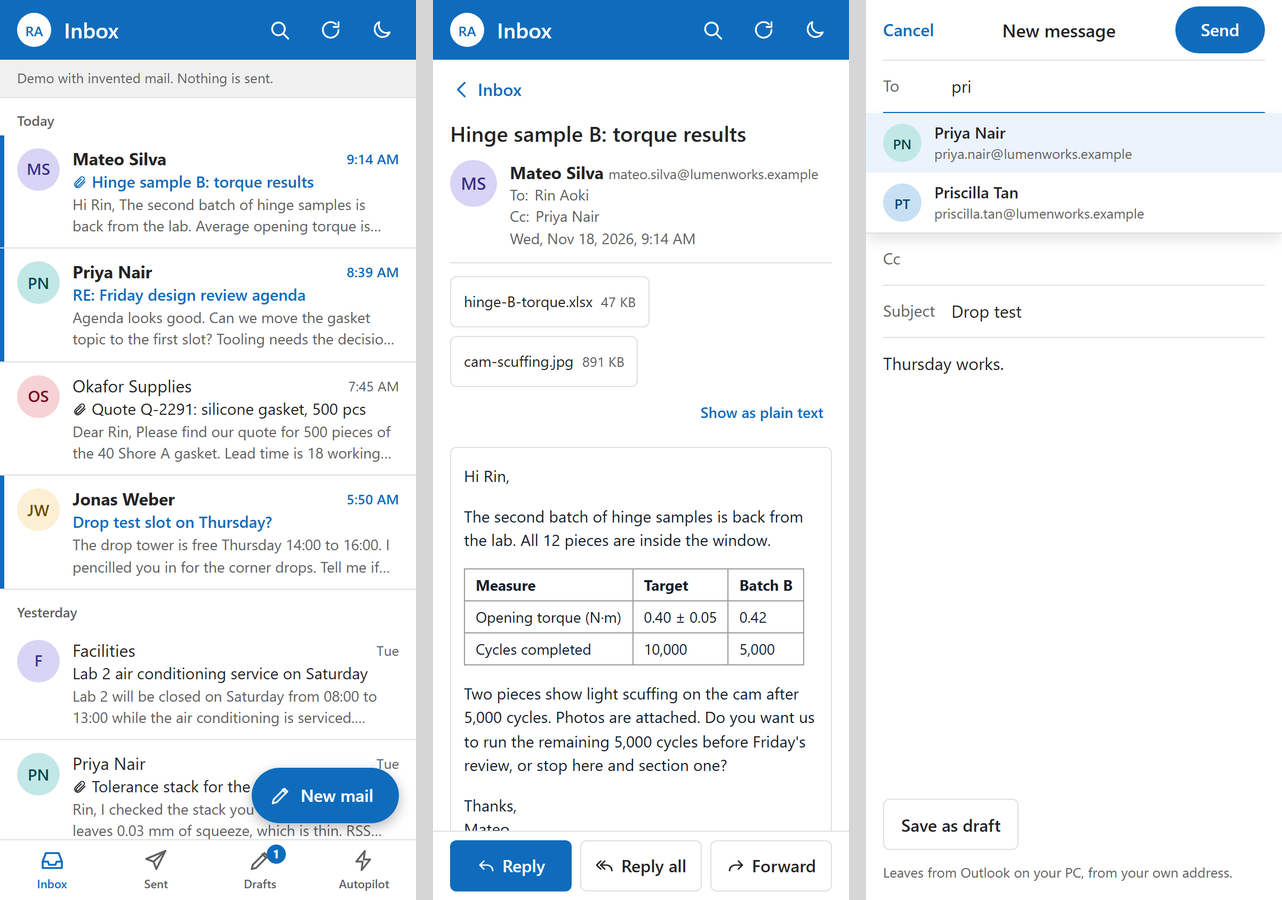 RA Inbox
Demo with invented mail. Nothing is sent.
Today
MS
Mateo Silva 9:14 AM
Hinge sample B: torque results
Hi Rin, The second batch of hinge samples is
back from the lab. Average opening torque is...
PN
Priya Nair 8:39 AM
RE: Friday design review agenda
Agenda looks good. Can we move the gasket
topic to the first slot? Tooling needs the decisio...
OS
Okafor Supplies 7:45 AM
Quote Q-2291: silicone gasket, 500 pcs
Dear Rin, Please find our quote for 500 pieces of
the 40 Shore A gasket. Lead time is 18 working...
JW
Jonas Weber 5:50 AM
Drop test slot on Thursday?
The drop tower is free Thursday 14:00 to 16:00. I
pencilled you in for the corner drops. Tell me if...
Yesterday
F
Facilities Tue
Lab 2 air conditioning service on Saturday
Lab 2 will be closed on Saturday from 08:00 to
13:00 while the air conditioning is serviced....
PN
Priya Nair Tue
Tolerance stack for the
Rin, I checked the stack you
leaves 0.03 mm of squeeze, which is thin. RSS...
New mail
Inbox
Sent
1
Drafts
Autopilot
RA Inbox
Inbox
Hinge sample B: torque results
MS
Mateo Silva mateo.silva@lumenworks.example
To: Rin Aoki
Cc: Priya Nair
Wed, Nov 18, 2026, 9:14 AM
hinge-B-torque.xlsx 47 KB
cam-scuffing.jpg 891 KB
Show as plain text
Hi Rin,
The second batch of hinge samples is back from
the lab. All 12 pieces are inside the window.
Measure Target Batch B
Opening torque (N·m) 0.40 ± 0.05 0.42
Cycles completed 10,000 5,000
Two pieces show light scuffing on the cam after
5,000 cycles. Photos are attached. Do you want us
to run the remaining 5,000 cycles before Friday's
review, or stop here and section one?
Thanks,
Mateo
Reply
Reply all
Forward
Cancel New message Send
To pri
PN
Priya Nair
priya.nair@lumenworks.example
PT
Priscilla Tan
priscilla.tan@lumenworks.example
Cc
Subject Drop test
Thursday works.
Save as draft
Leaves from Outlook on your PC, from your own address.